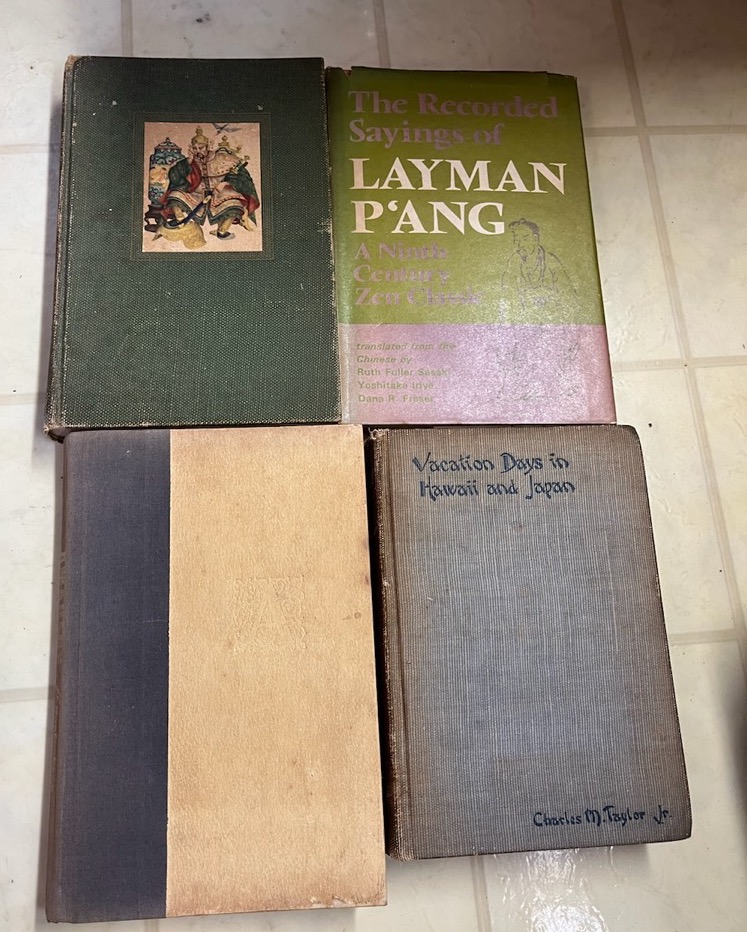 The Recorded
Sayings of
LAYMAN
P'ANG
A Ninth
Century
Zen Classic
translated from the
Chinese by
Ruth Fuller Sasaki
Yoshitaka Iriye
Dana R. Fraser
Vacation Days in
Hawaii and Japan
Charles M. Taylor Jr.
A